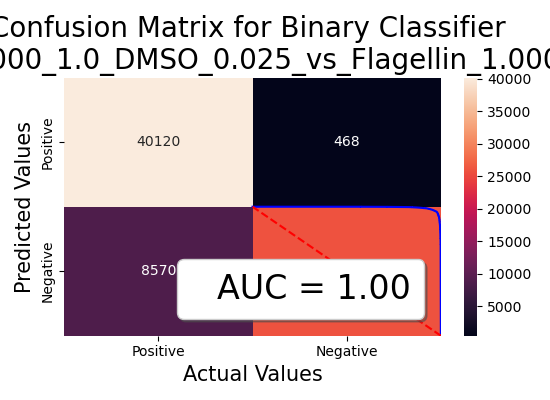 Confusion Matrix for Binary Classifier
000_1.0_DMSO_0.025_vs_Flagellin_1.000
Predicted Values
Positive
Negative
40120
468
8570
AUC = 1.00
Positive
Negative
Actual Values
40000
35000
30000
25000
20000
15000
10000
5000